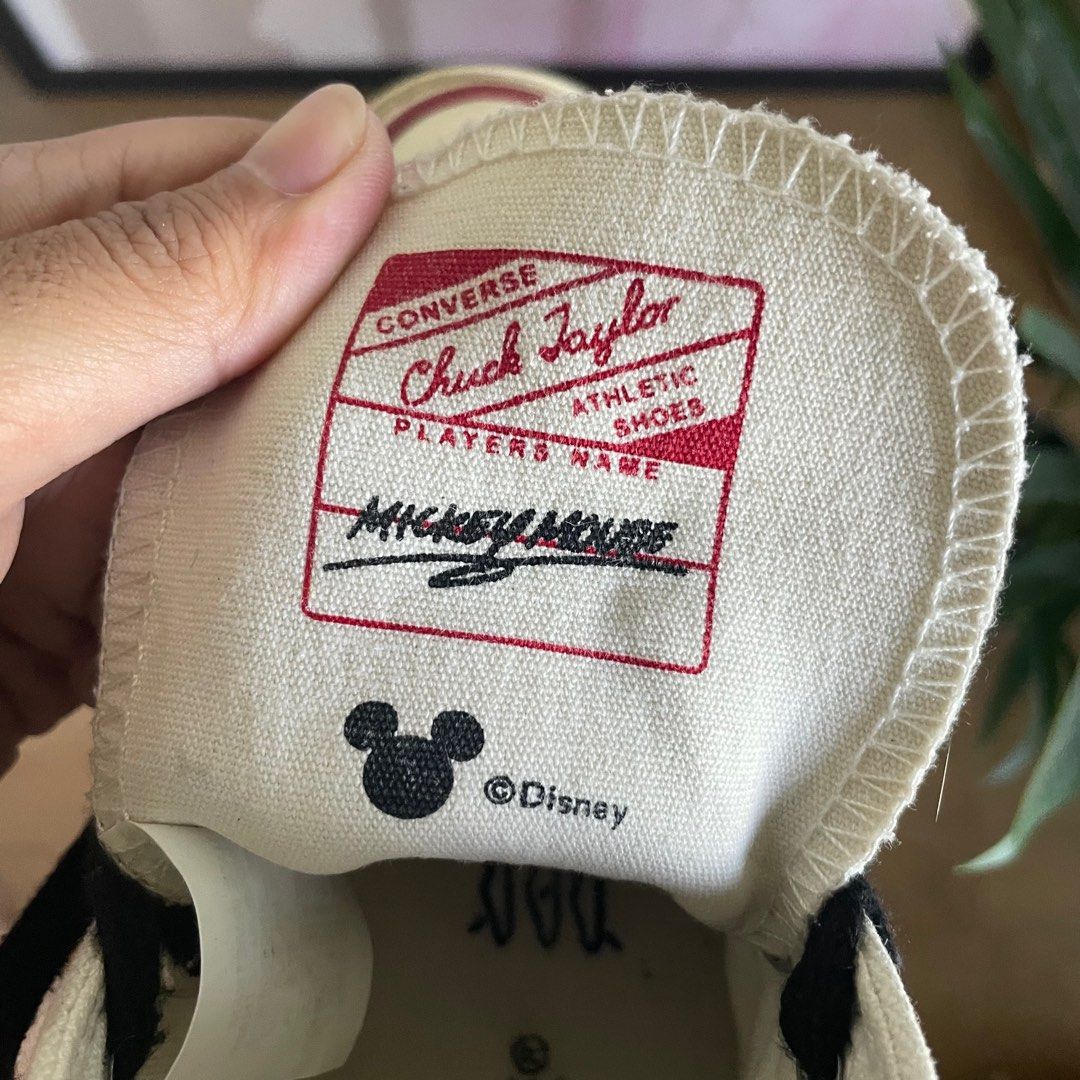 CONVERSE
Chuck Taylor
ATHLETIC
SHOES
PLAYERS NAME
MICKEY MOUSE
©Disney